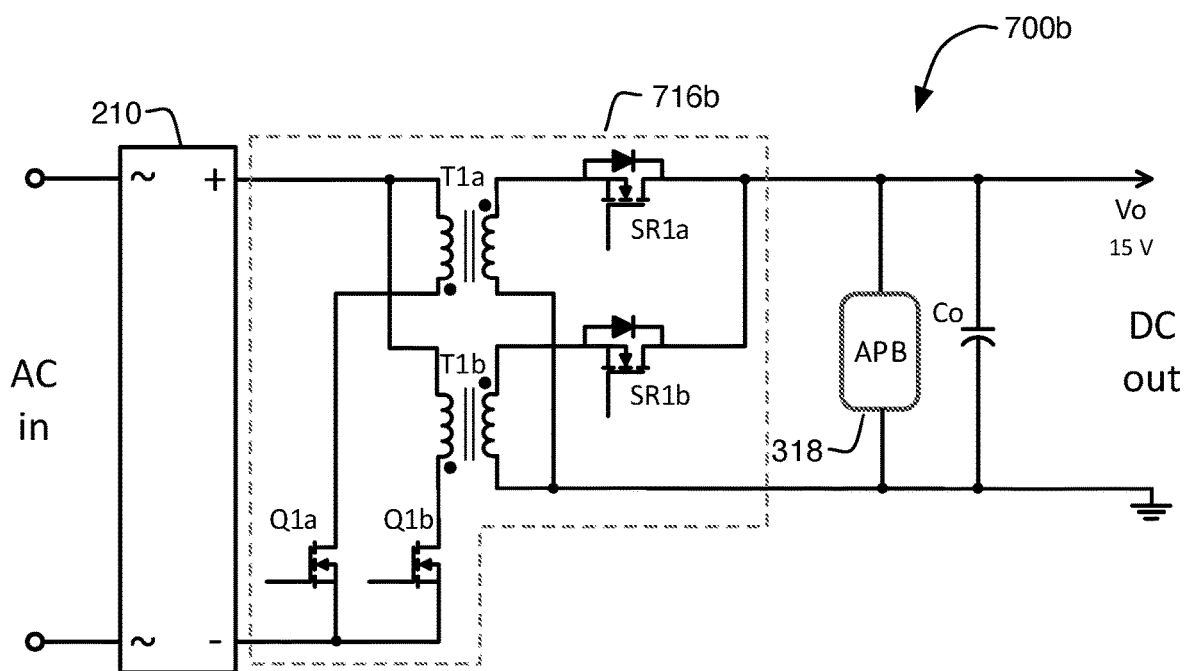 700b
716b
210
~
+
T1a
SR1a
Vo
15 V
Co
DC
out
APB
T1b
SR1b
AC
in
318
Q1a
Q1b
~
-